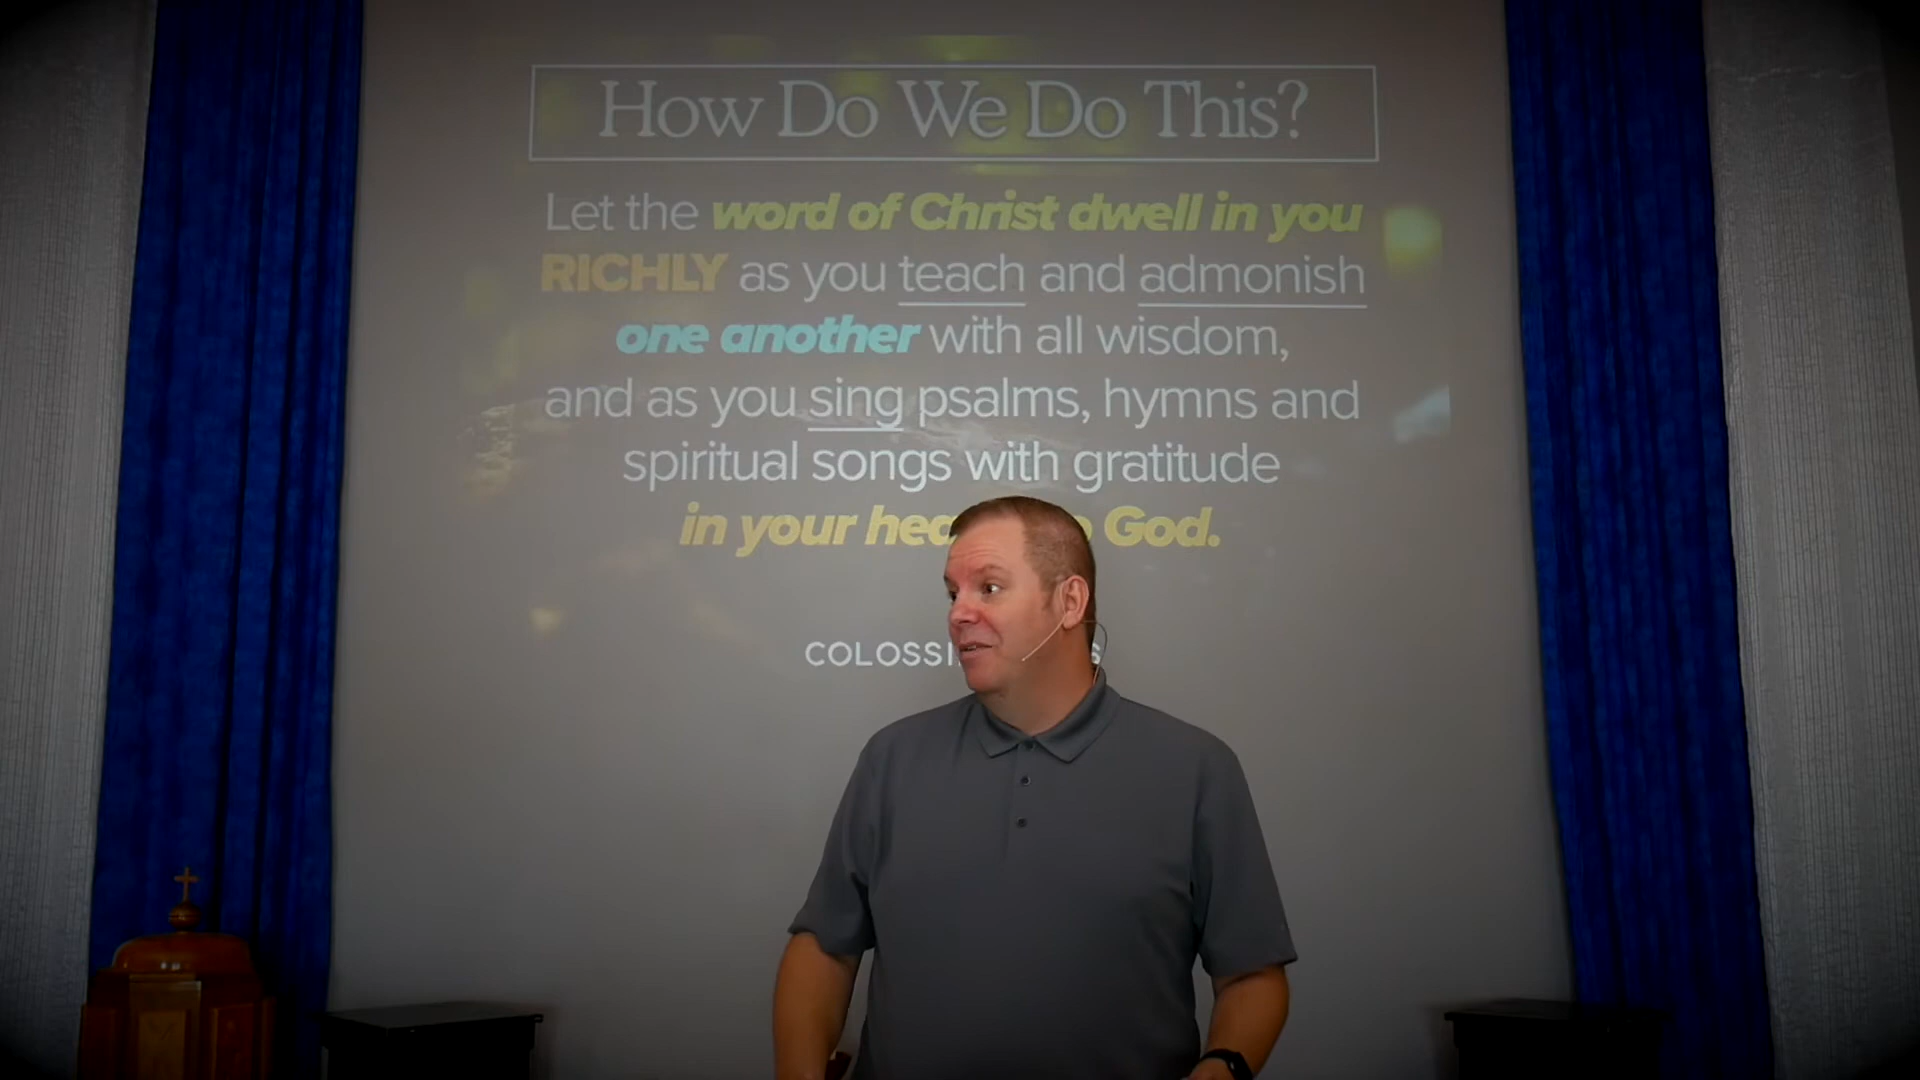 How Do We Do This?
Let the word of Christ dwell in you
RICHLY as you teach and admonish
one another with all wisdom,
and as you sing psalms, hymns and
spiritual songs with gratitude
in your God.